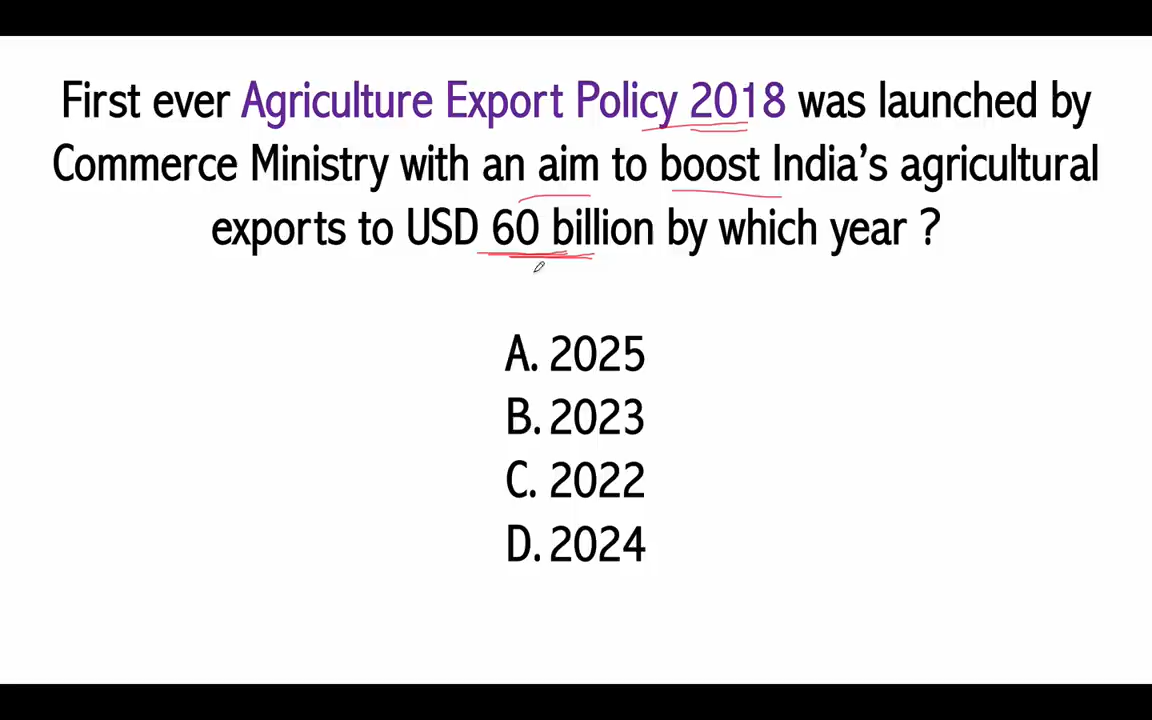 First ever Agriculture Export Policy 2018 was launched by
Commerce Ministry with an aim to boost India's agricultural
exports to USD 60 billion by which year ?
A. 2025
B. 2023
C. 2022
D. 2024